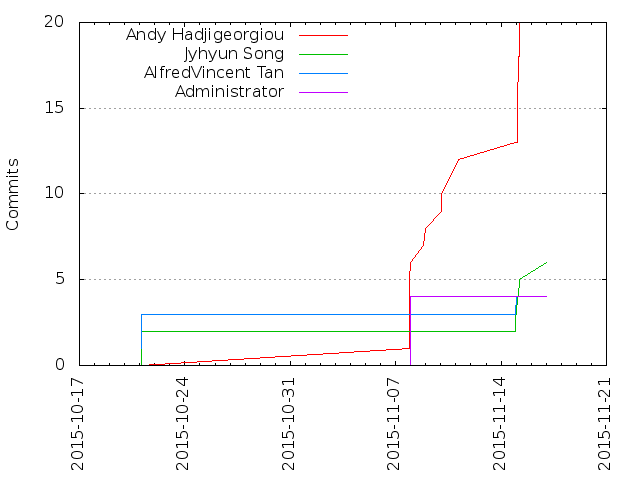 20
15
10
5
0
Commits
Andy Hadjigeorgiou
Jyhyun Song
AlfredVincent Tan
Administrator
2015-10-17
2015-10-24
2015-10-31
2015-11-07
2015-11-14
2015-11-21